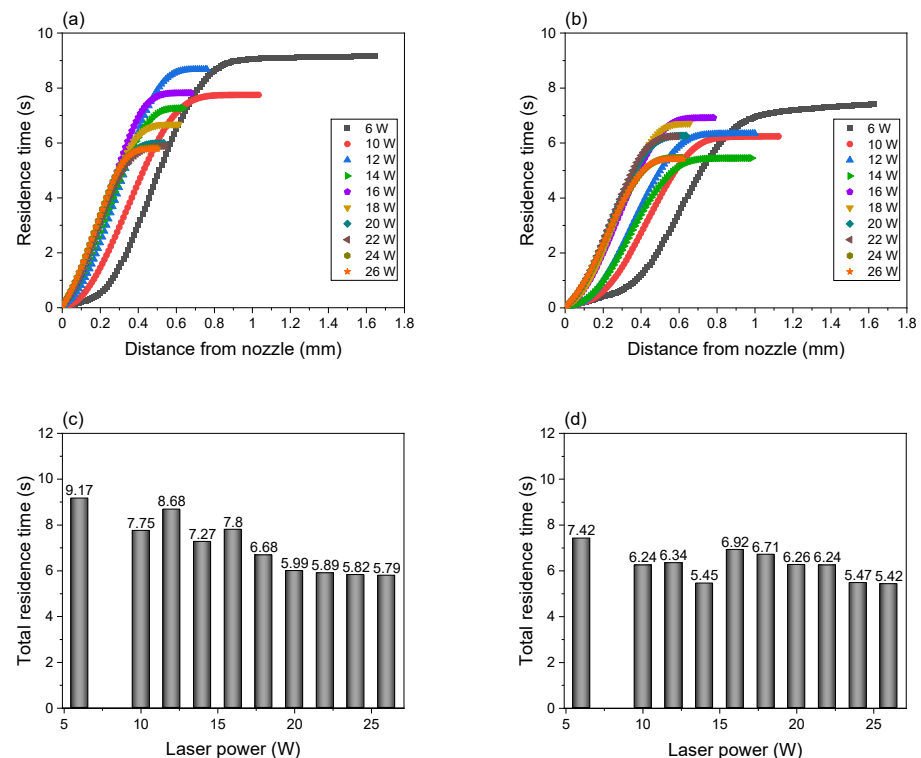 (a)
10
8
6
4
2
0
Residence time (s)
0
0.2
0.4
0.6
0.8
1
1.2
1.4
1.6
1.8
Distance from nozzle (mm)
6 W
10 W
12 W
14 W
16 W
18 W
20 W
22 W
24 W
26 W
(b)
10
8
6
4
2
0
Residence time (s)
0
0.2
0.4
0.6
0.8
1
1.2
1.4
1.6
1.8
Distance from nozzle (mm)
6 W
10 W
12 W
14 W
16 W
18 W
20 W
22 W
24 W
26 W
(c)
12
10
8
6
4
2
0
Total residence time (s)
9.17
7.75
8.68
7.27
7.8
6.68
5.99
5.89
5.82
5.79
5
10
15
20
25
Laser power (W)
(d)
12
10
8
6
4
2
0
Total residence time (s)
7.42
6.24
6.34
5.45
6.92
6.71
6.26
6.24
5.47
5.42
5
10
15
20
25
Laser power (W)